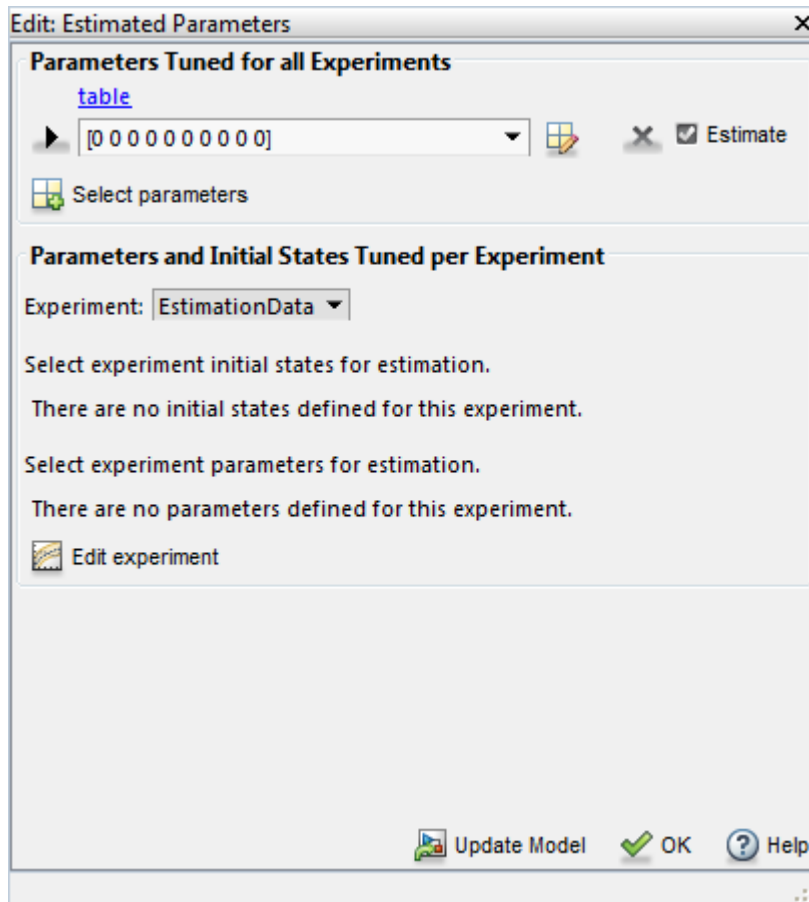 Edit: Estimated Parameters
Parameters Tuned for all Experiments
table
[0 0 0 0 0 0 0 0 0 0] Estimate
Select parameters
Parameters and Initial States Tuned per Experiment
Experiment: EstimationData
Select experiment initial states for estimation.
There are no initial states defined for this experiment.
Select experiment parameters for estimation.
There are no parameters defined for this experiment.
Edit experiment
Update Model OK Help